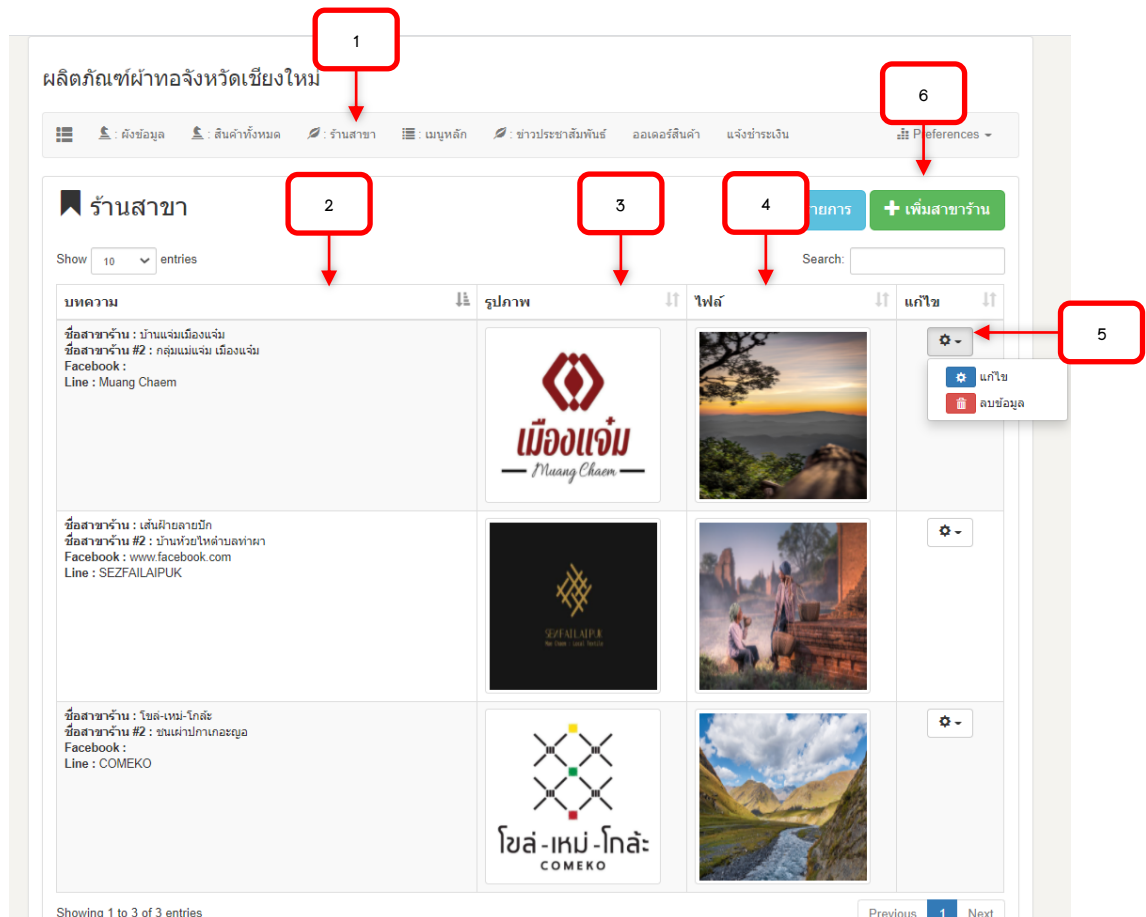 1
ผลิตภัณฑ์ผ้าทอจังหวัดเชียงใหม่
6
: ผังข้อมูล : สินค้าทั้งหมด : ร้านสาขา : เมนูหลัก : ข่าวประชาสัมพันธ์ ออเดอร์สินค้า แจ้งชำระเงิน Preferences
ร้านสาขา
2
3
4
+ เพิ่มสาขาร้าน
Show 10 entries Search:
บทความ รูปภาพ ไฟล์ แก้ไข
5
ชื่อสาขาร้าน : บ้านแจ่มเมืองแจ่ม
ชื่อสาขาร้าน #2 : กลุ่มแม่แจ่ม เมืองแจ่ม
Facebook :
Line : Muang Chaem
เมืองแจ๋ม
Muang Chaem
แก้ไข
ลบข้อมูล
ชื่อสาขาร้าน : เส้นฝ้ายลายปัก
ชื่อสาขาร้าน #2 : บ้านห้วยไหตำบลท่าผา
Facebook : www.facebook.com
Line : SEZFAILAIPUK
SEZFAILAIPUK
ชื่อสาขาร้าน : โขล่-เหม่-โกล้ะ
ชื่อสาขาร้าน #2 : ชนเผ่าปกาเกอะญอ
Facebook :
Line : COMEKO
โขล่-เหม่-โกล้ะ
COMEKO
Showing 1 to 3 of 3 entries
Previous 1 Next